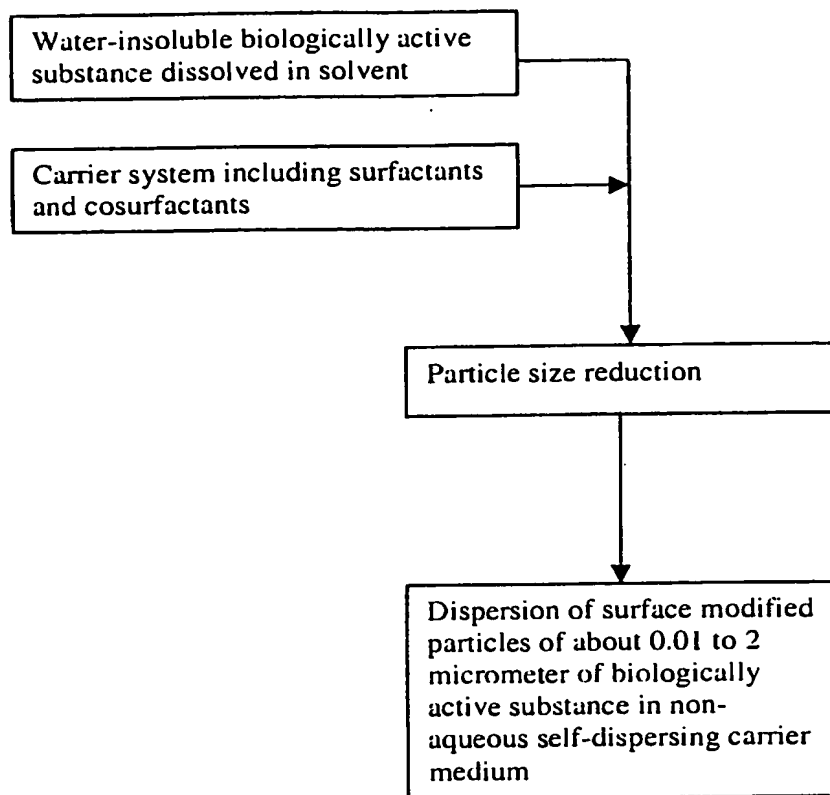 Water-insoluble biologically active
substance dissolved in solvent
Carrier system including surfactants
and cosurfactants
Particle size reduction
Dispersion of surface modified
particles of about 0.01 to 2
micrometer of biologically
active substance in non-
aqueous self-dispersing carrier
medium